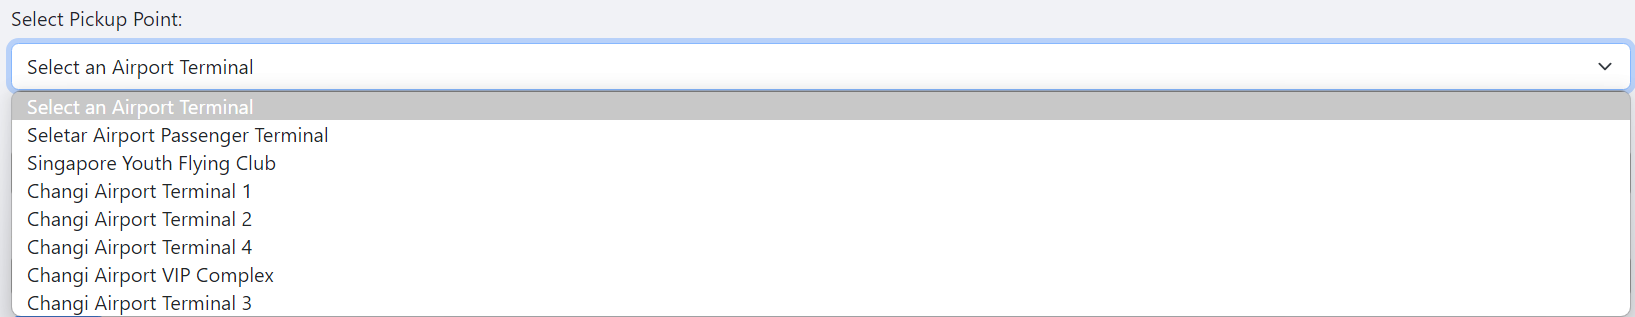 Select Pickup Point:
Select an Airport Terminal
Select an Airport Terminal
Seletar Airport Passenger Terminal
Singapore Youth Flying Club
Changi Airport Terminal 1
Changi Airport Terminal 2
Changi Airport Terminal 4
Changi Airport VIP Complex
Changi Airport Terminal 3